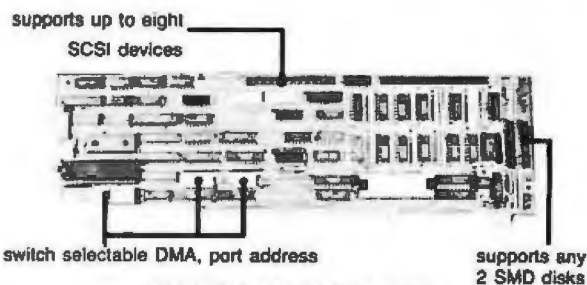 supports up to eight
SCSI devices
switch selectable DMA, port address
supports any
2 SMD disks